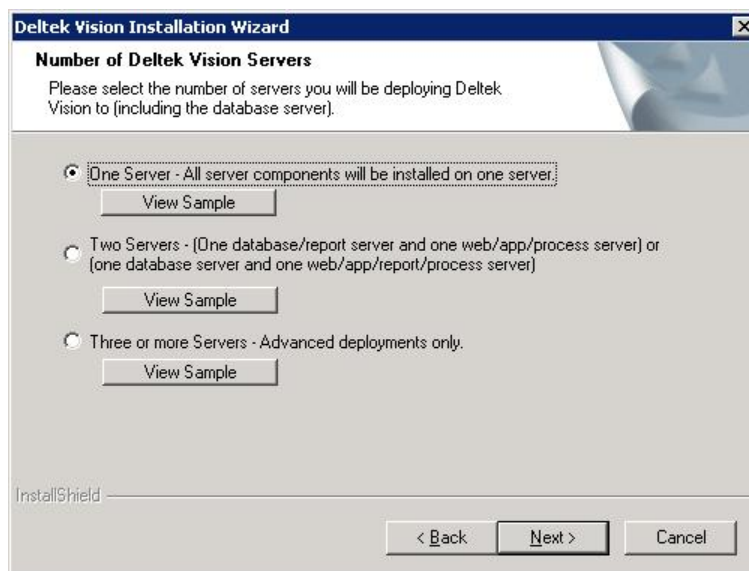 Deltek Vision Installation Wizard
Number of Deltek Vision Servers
Please select the number of servers you will be deploying Deltek
Vision to (including the database server).
One Server - All server components will be installed on one server.
View Sample
Two Servers - (One database/report server and one web/app/process server) or
(one database server and one web/app/report/process server)
View Sample
Three or more Servers - Advanced deployments only.
View Sample
InstallShield
< Back
Next >
Cancel